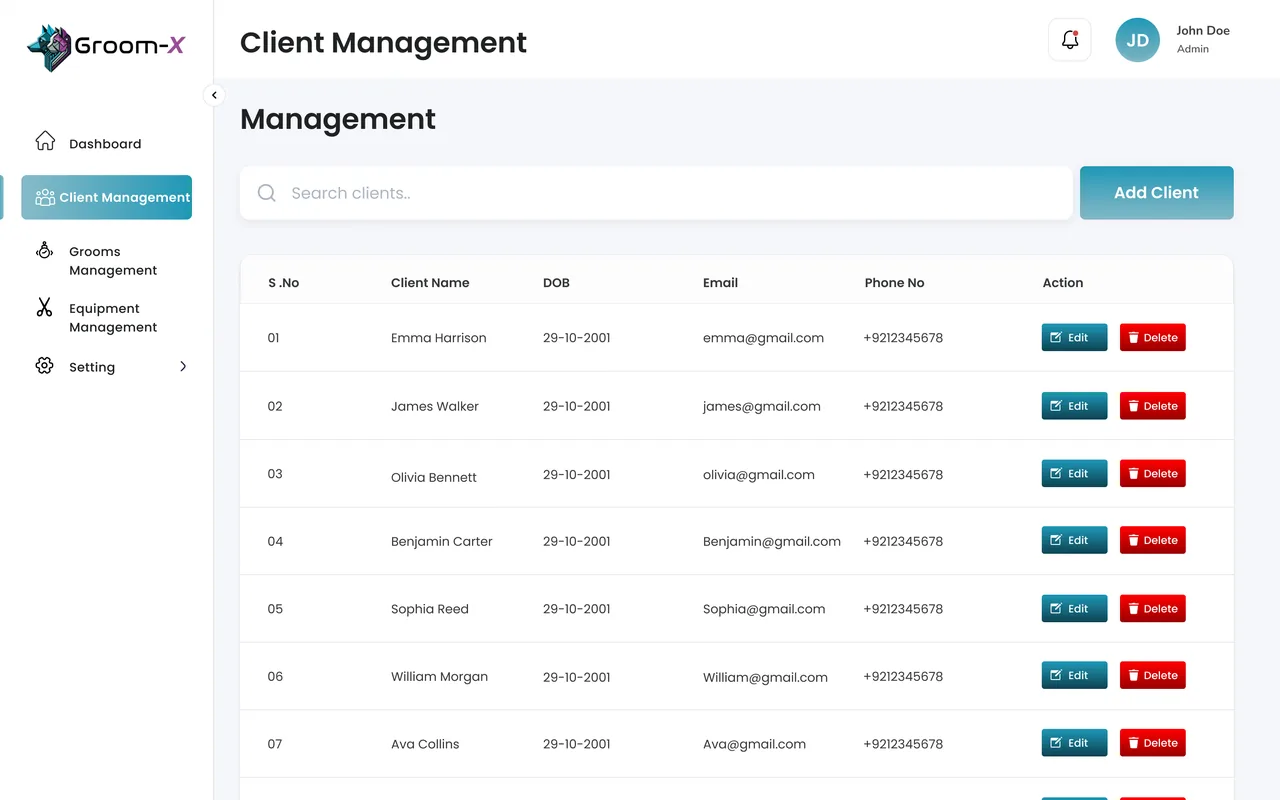 Groom-X
Client Management
JD
John Doe
Admin
Dashboard
Client Management
Grooms
Management
Equipment
Management
Setting
Management
Search clients..
Add Client
S .No Client Name DOB Email Phone No Action
01 Emma Harrison 29-10-2001 emma@gmail.com +9212345678 Edit Delete
02 James Walker 29-10-2001 james@gmail.com +9212345678 Edit Delete
03 Olivia Bennett 29-10-2001 olivia@gmail.com +9212345678 Edit Delete
04 Benjamin Carter 29-10-2001 Benjamin@gmail.com +9212345678 Edit Delete
05 Sophia Reed 29-10-2001 Sophia@gmail.com +9212345678 Edit Delete
06 William Morgan 29-10-2001 William@gmail.com +9212345678 Edit Delete
07 Ava Collins 29-10-2001 Ava@gmail.com +9212345678 Edit Delete